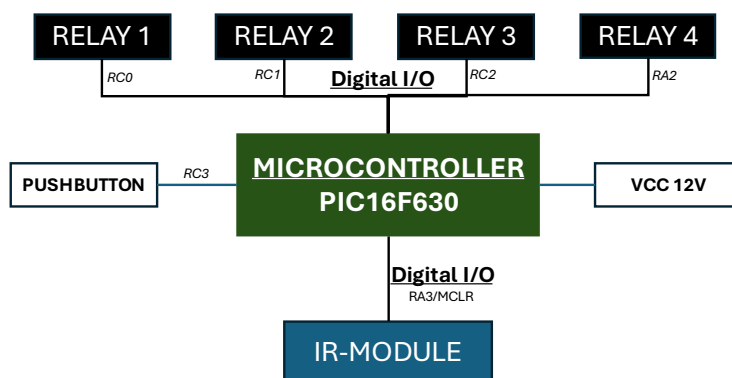 RELAY 1
RELAY 2
RELAY 3
RELAY 4
RC0
RC1
Digital I/O
RC2
RA2
PUSHBUTTON
RC3
MICROCONTROLLER
PIC16F630
VCC 12V
Digital I/O
RA3/MCLR
IR-MODULE